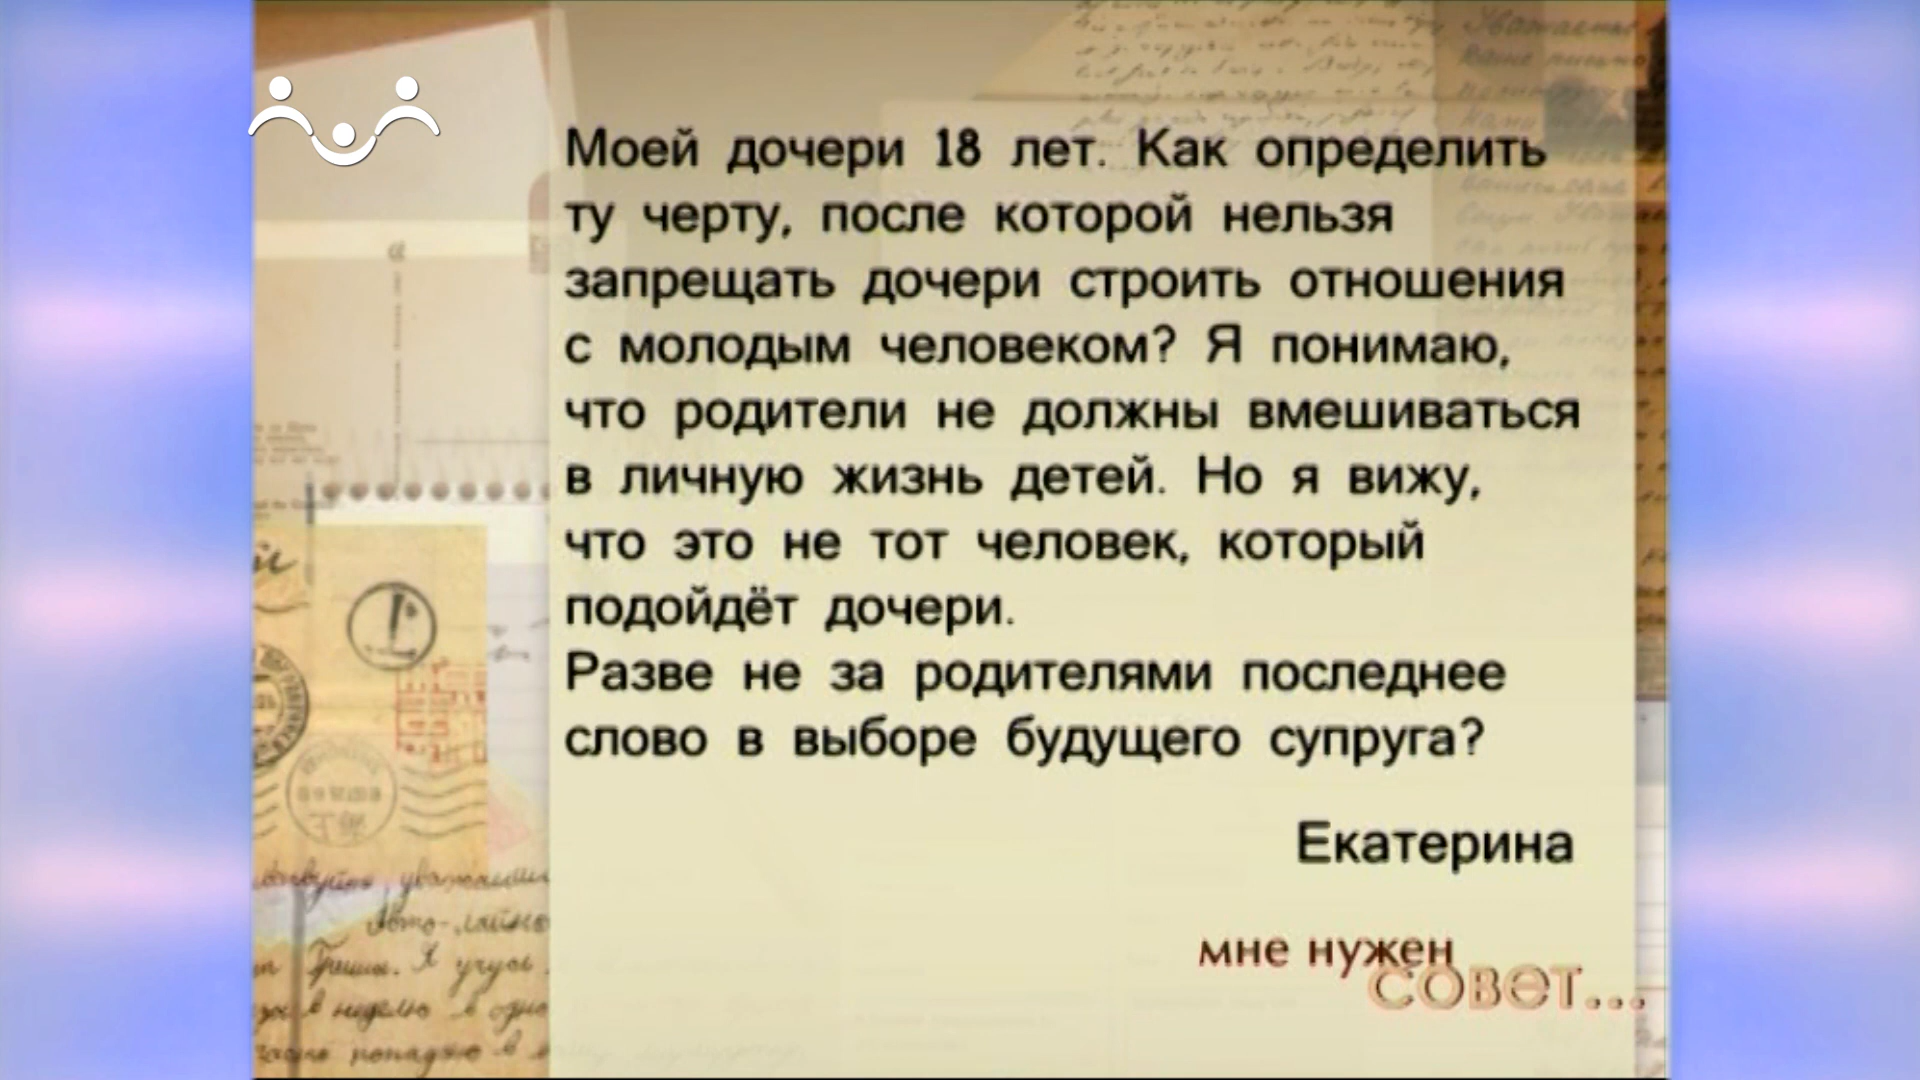 Моей дочери 18 лет. Как определить
ту черту, после которой нельзя
запрещать дочери строить отношения
с молодым человеком? Я понимаю,
что родители не должны вмешиваться
в личную жизнь детей. Но я вижу,
что это не тот человек, который
подойдёт дочери.
Разве не за родителями последнее
слово в выборе будущего супруга?
Екатерина
мне нужен
совет...